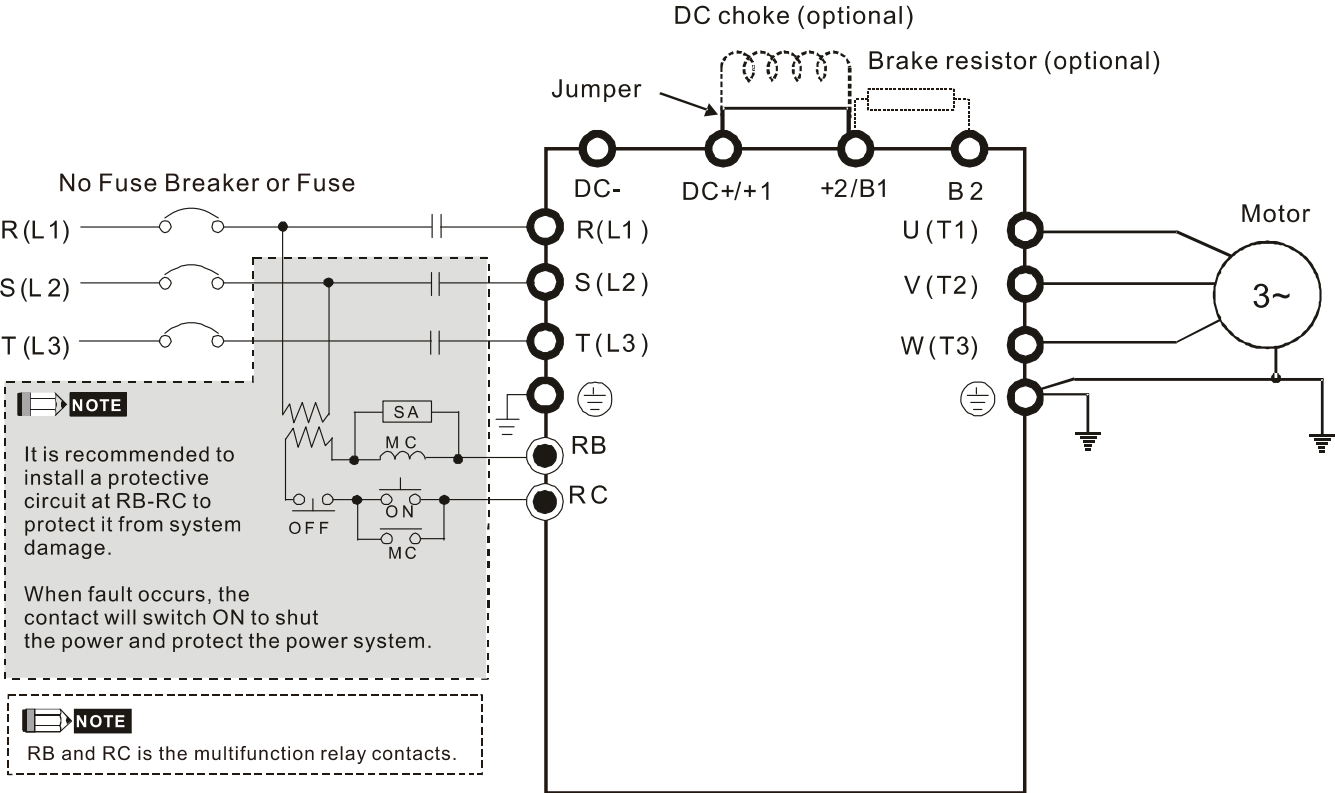 DC choke (optional)
Brake resistor (optional)
Jumper
DC-
DC+/+1
+2/B1
B2
No Fuse Breaker or Fuse
R(L1)
R(L1)
U(T1)
Motor
S(L2)
S(L2)
V(T2)
3~
T(L3)
T(L3)
W(T3)
NOTE
It is recommended to
install a protective
circuit at RB-RC to
protect it from system
damage.
When fault occurs, the
contact will switch ON to shut
the power and protect the power system.
SA
MC
RB
RC
OFF
ON
MC
NOTE
RB and RC is the multifunction relay contacts.